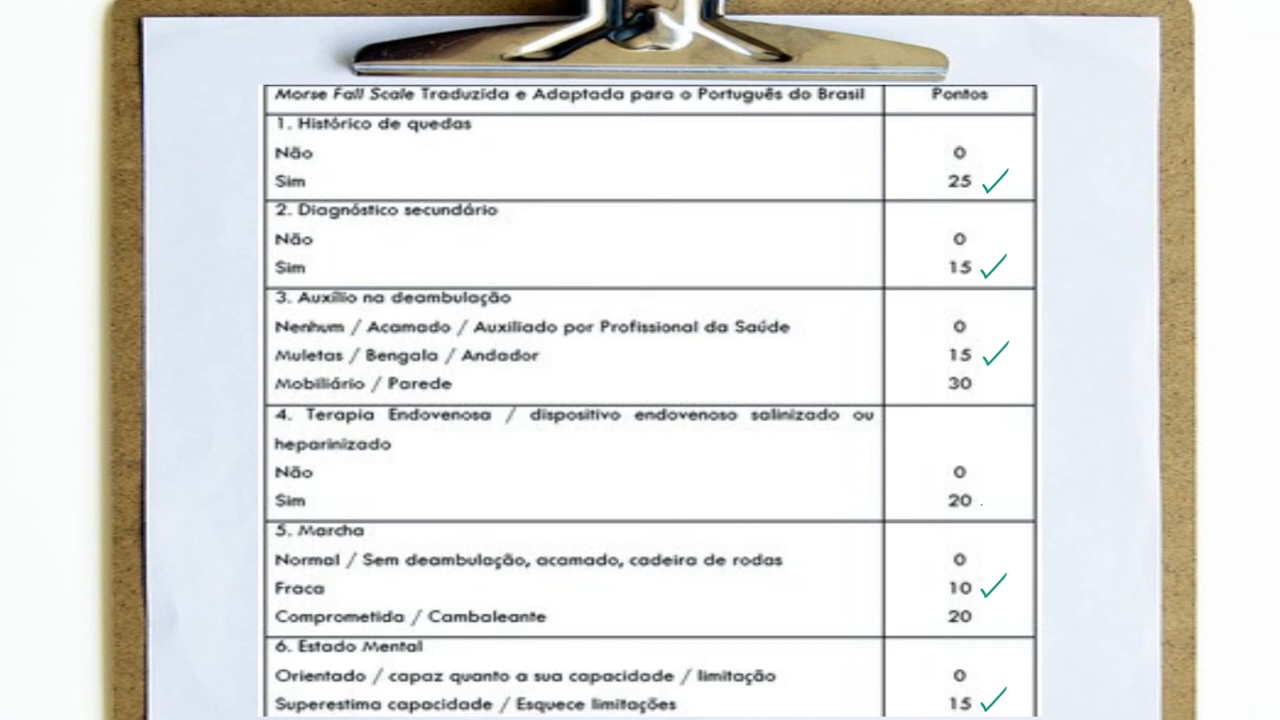 Morse Fall Scale Traduzida e Adaptada para o Português do Brasil Pontos
1. Histórico de quedas
Não 0
Sim 25 ✓
2. Diagnóstico secundário
Não 0
Sim 15 ✓
3. Auxílio na deambulação
Nenhum / Acamado / Auxiliado por Profissional da Saúde 0
Muletas / Bengala / Andador 15 ✓
Mobiliário / Parede 30
4. Terapia Endovenosa / dispositivo endovenoso salinizado ou
heparinizado
Não 0
Sim 20
5. Marcha
Normal / Sem deambulação, acamado, cadeira de rodas 0
Fraca 10 ✓
Comprometida / Cambaleante 20
6. Estado Mental
Orientado / capaz quanto a sua capacidade / limitação 0
Superestima capacidade / Esquece limitações 15 ✓